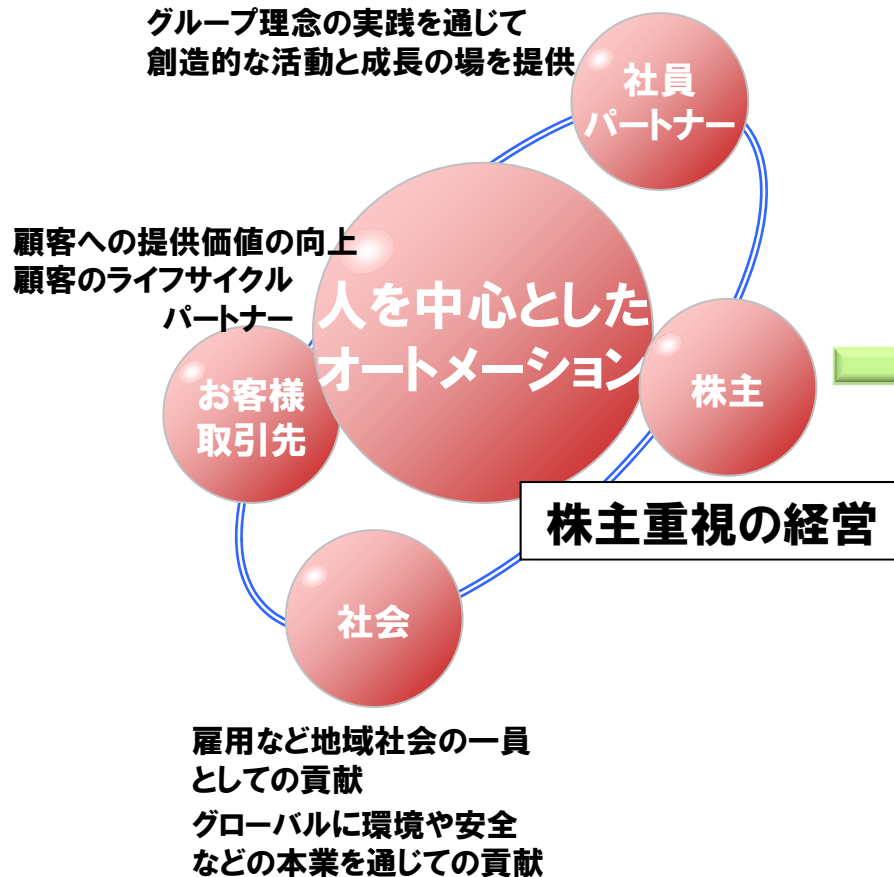 グループ理念の実践を通じて
創造的な活動と成長の場を提供
社員
パートナー
顧客への提供価値の向上
顧客のライフサイクル
パートナー
人を中心とした
オートメーション
お客様
取引先
株主
株主重視の経営
社会
雇用など地域社会の一員
としての貢献
グローバルに環境や安全
などの本業を通じての貢献